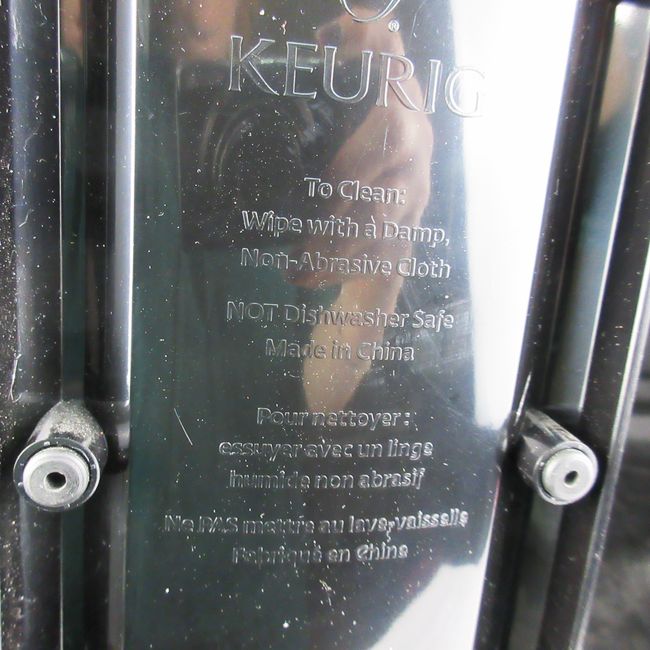 ®
KEURIG
To Clean:
Wipe with a Damp,
Non-Abrasive Cloth
NOT Dishwasher Safe
Made in China
Pour nettoyer :
essuyer avec un linge
humide non abrasif
Ne PAS mettre au lave-vaisselle
Fabriqué en Chine